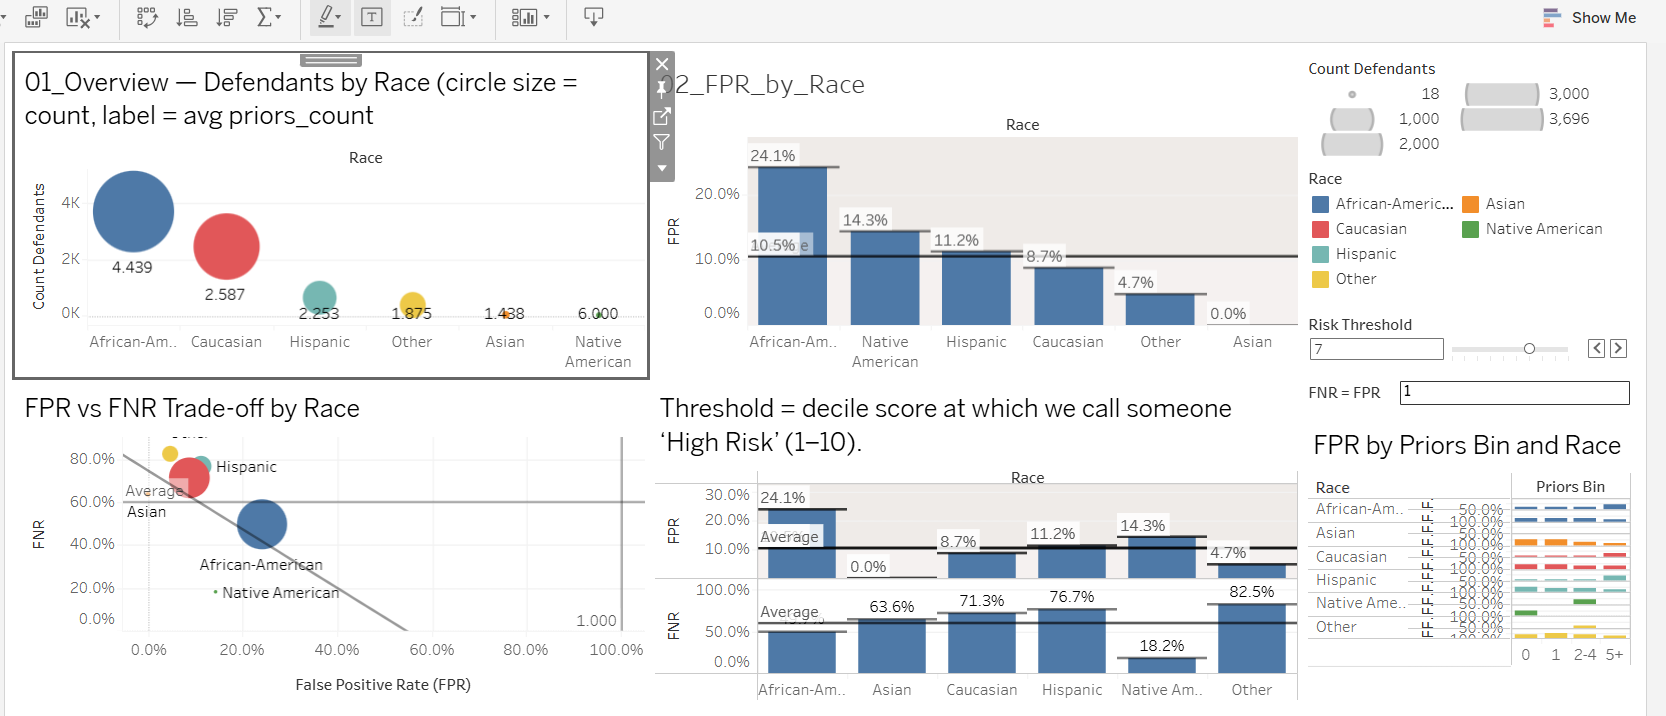 Show Me
01_Overview — Defendants by Race (circle size =
count, label = avg priors_count
Race
Count Defendants
4K
2K
0K
4.439
2.587
2.253
1.875
1.438
6.000
African-Am..
Caucasian
Hispanic
Other
Asian
Native
American
02_FPR_by_Race
Race
FPR
20.0%
10.0%
0.0%
24.1%
10.5%
14.3%
11.2%
8.7%
4.7%
0.0%
African-Am..
Native
American
Hispanic
Caucasian
Other
Asian
Count Defendants
18
1,000
2,000
3,000
3,696
Race
African-Americ...
Caucasian
Hispanic
Other
Asian
Native American
Risk Threshold
7
FNR = FPR
1
FPR vs FNR Trade-off by Race
FNR
80.0%
60.0%
40.0%
20.0%
0.0%
Hispanic
Average
Asian
African-American
Native American
1.000
0.0%
20.0%
40.0%
60.0%
80.0%
100.0%
False Positive Rate (FPR)
Threshold = decile score at which we call someone
‘High Risk’ (1–10).
Race
FPR
30.0%
20.0%
10.0%
24.1%
Average
0.0%
8.7%
11.2%
14.3%
4.7%
FNR
100.0%
50.0%
0.0%
Average
63.6%
71.3%
76.7%
18.2%
82.5%
African-Am..
Asian
Caucasian
Hispanic
Native Am..
Other
FPR by Priors Bin and Race
Race
Priors Bin
African-Am..
50.0%
100.0%
Asian
50.0%
100.0%
Caucasian
50.0%
100.0%
Hispanic
50.0%
100.0%
Native Ame..
50.0%
100.0%
Other
50.0%
100.0%
0
1
2-4
5+